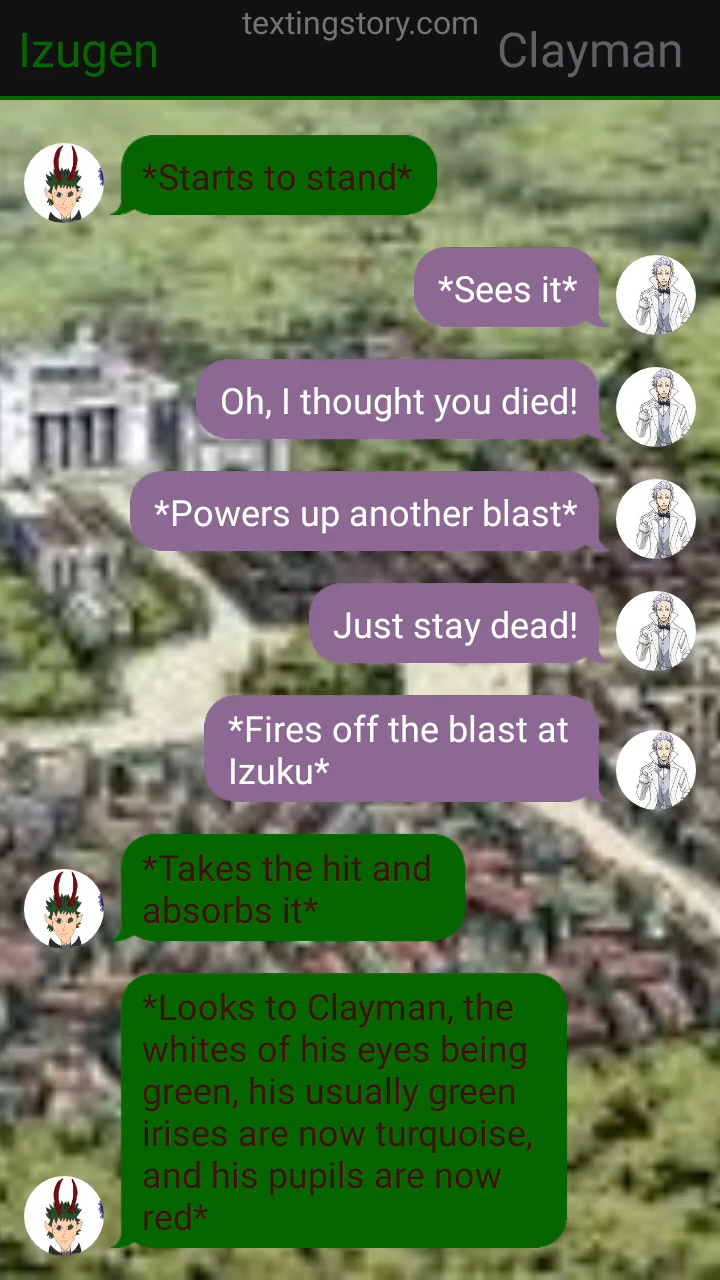 textingstory.com
Izugen
Clayman
*Starts to stand*
*Sees it*
Oh, I thought you died!
*Powers up another blast*
Just stay dead!
*Fires off the blast at
Izuku*
*Takes the hit and
absorbs it*
*Looks to Clayman, the
whites of his eyes being
green, his usually green
irises are now turquoise,
and his pupils are now
red*